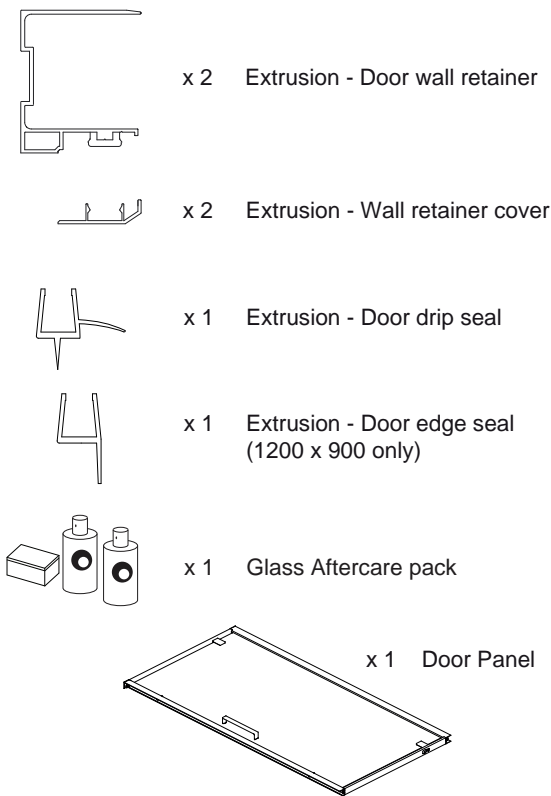 x 2 Extrusion - Door wall retainer
x 2 Extrusion - Wall retainer cover
x 1 Extrusion - Door drip seal
x 1 Extrusion - Door edge seal
(1200 x 900 only)
x 1 Glass Aftercare pack
x 1 Door Panel